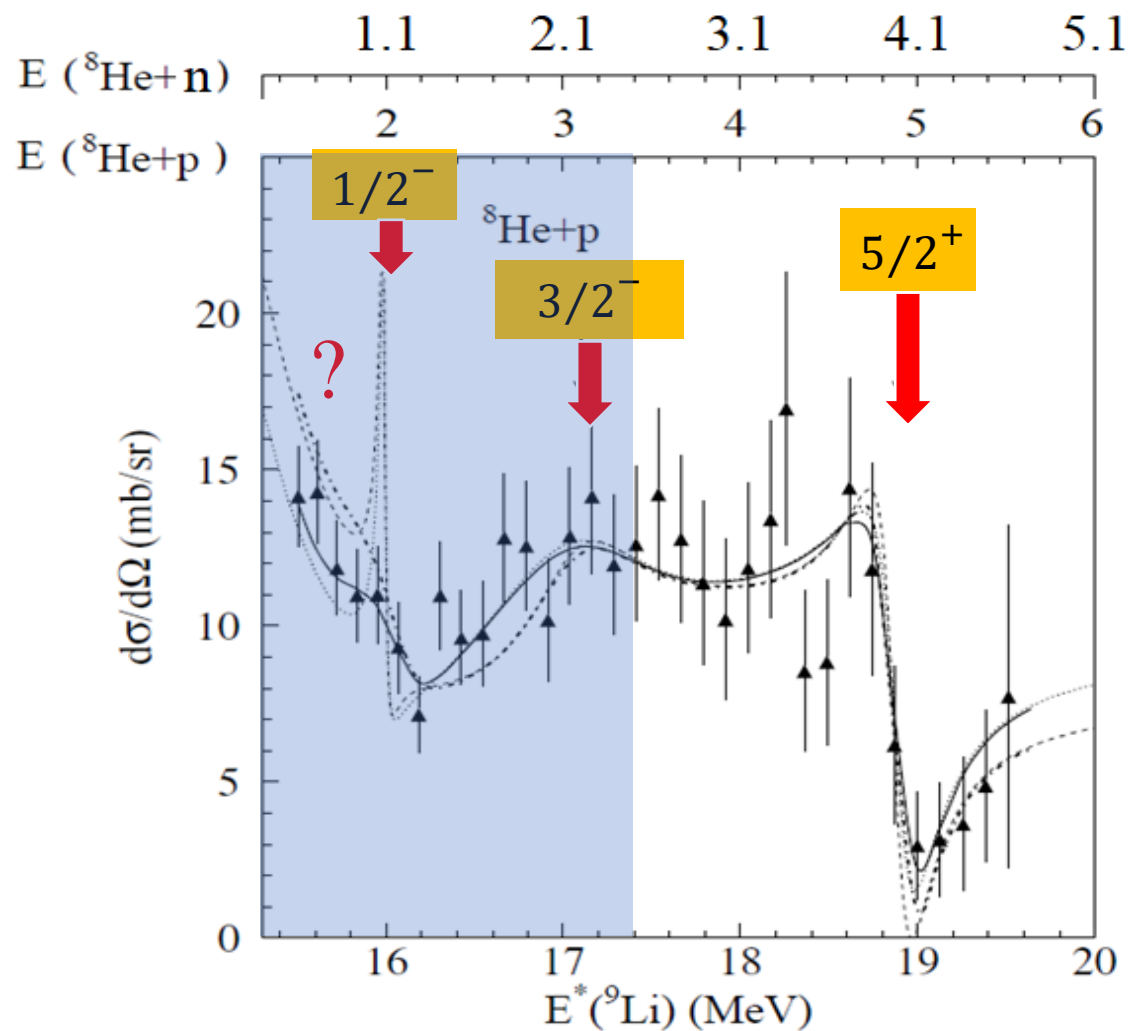 1.1 2.1 3.1 4.1 5.1
E (⁸He+n)
2 3 4 5 6
E (⁸He+p)
1/2⁻
⁸He+p
5/2⁺
3/2⁻
?
20
15
10
5
0
dσ/dΩ (mb/sr)
16 17 18 19 20
E*(⁹Li) (MeV)